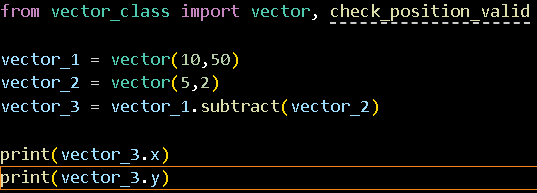 from vector_class import vector, check_position_valid
vector_1 = vector(10,50)
vector_2 = vector(5,2)
vector_3 = vector_1.subtract(vector_2)
print(vector_3.x)
print(vector_3.y)